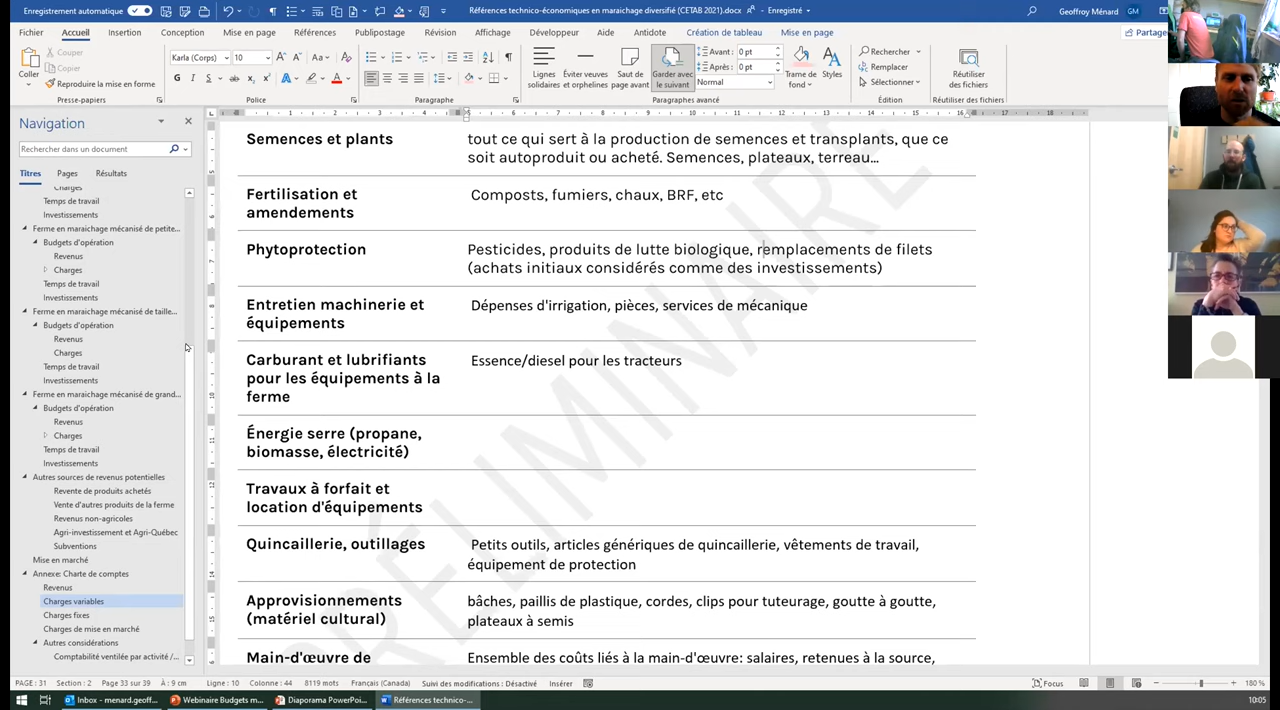 Enregistrement automatique
Références technico-économiques en maraichage diversifié (CETAB 2021).docx
Enregistré
Geoffroy Ménard
GM
Fichier
Accueil
Insertion
Conception
Mise en page
Références
Publipostage
Révision
Affichage
Développeur
Aide
Antidote
Création de tableau
Mise en page
Partage
Coller
Couper
Copier
Reproduire la mise en forme
Presse-papiers
Karla (Corps)
10
Police
Paragraphe
Lignes solidaires
Éviter veuves et orphelines
Saut de page avant
Garder avec le suivant
Avant :
0 pt
Après :
0 pt
Normal
Trame de fond
Styles
Paragraphes avancé
Rechercher
Remplacer
Sélectionner
Édition
Réutiliser des fichiers
Réutiliser des fichiers
Navigation
Rechercher dans un document
Titres
Pages
Résultats
Charges
Temps de travail
Investissements
Ferme en maraichage mécanisé de petite...
Budgets d'opération
Revenus
Charges
Temps de travail
Investissements
Ferme en maraichage mécanisé de taille...
Budgets d'opération
Revenus
Charges
Temps de travail
Investissements
Ferme en maraichage mécanisé de grand...
Budgets d'opération
Revenus
Charges
Temps de travail
Investissements
Autres sources de revenus potentielles
Revente de produits achetés
Vente d'autres produits de la ferme
Revenus non-agricoles
Agri-investissement et Agri-Québec
Subventions
Mise en marché
Annexe: Charte de comptes
Revenus
Charges variables
Charges fixes
Charges de mise en marché
Autres considérations
Comptabilité ventilée par activité /...
Semences et plants
tout ce qui sert à la production de semences et transplants, que ce
soit autoproduit ou acheté. Semences, plateaux, terreau...
Fertilisation et
amendements
Composts, fumiers, chaux, BRF, etc
Phytoprotection
Pesticides, produits de lutte biologique, remplacements de filets
(achats initiaux considérés comme des investissements)
Entretien machinerie et
équipements
Dépenses d'irrigation, pièces, services de mécanique
Carburant et lubrifiants
pour les équipements à la
ferme
Essence/diesel pour les tracteurs
Énergie serre (propane,
biomasse, électricité)
Travaux à forfait et
location d'équipements
Quincaillerie, outillages
Petits outils, articles génériques de quincaillerie, vêtements de travail,
équipement de protection
Approvisionnements
(matériel cultural)
bâches, paillis de plastique, cordes, clips pour tuteurage, goutte à goutte,
plateaux à semis
Main-d'œuvre de
Ensemble des coûts liés à la main-d'œuvre: salaires, retenues à la source,
PRÉLIMINAIRE
PAGE : 31
Section : 2
Page 33 sur 39
À : 9 cm
Ligne : 10
Colonne : 44
8119 mots
Français (Canada)
Suivi des modifications : Désactivé
Insérer
Focus
180 %
Inbox - menard.geoff...
Webinaire Budgets m...
Diaporama PowerPoi...
Références technico-...
10:05